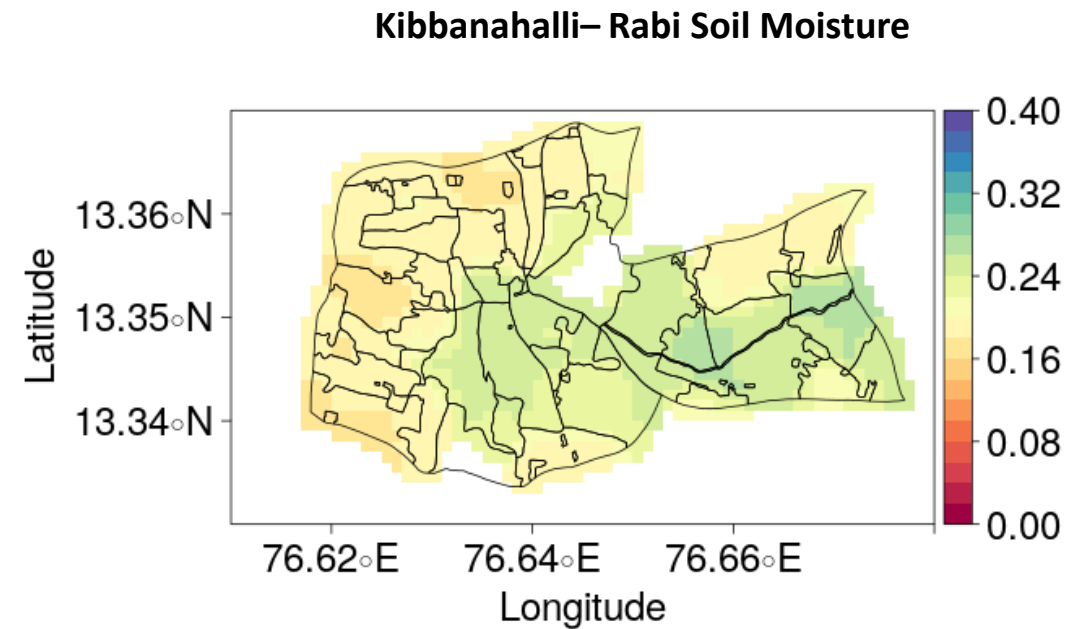 Kibbanahalli– Rabi Soil Moisture
Latitude
13.36◦N
13.35◦N
13.34◦N
0.40
0.32
0.24
0.16
0.08
0.00
76.62◦E 76.64◦E 76.66◦E
Longitude